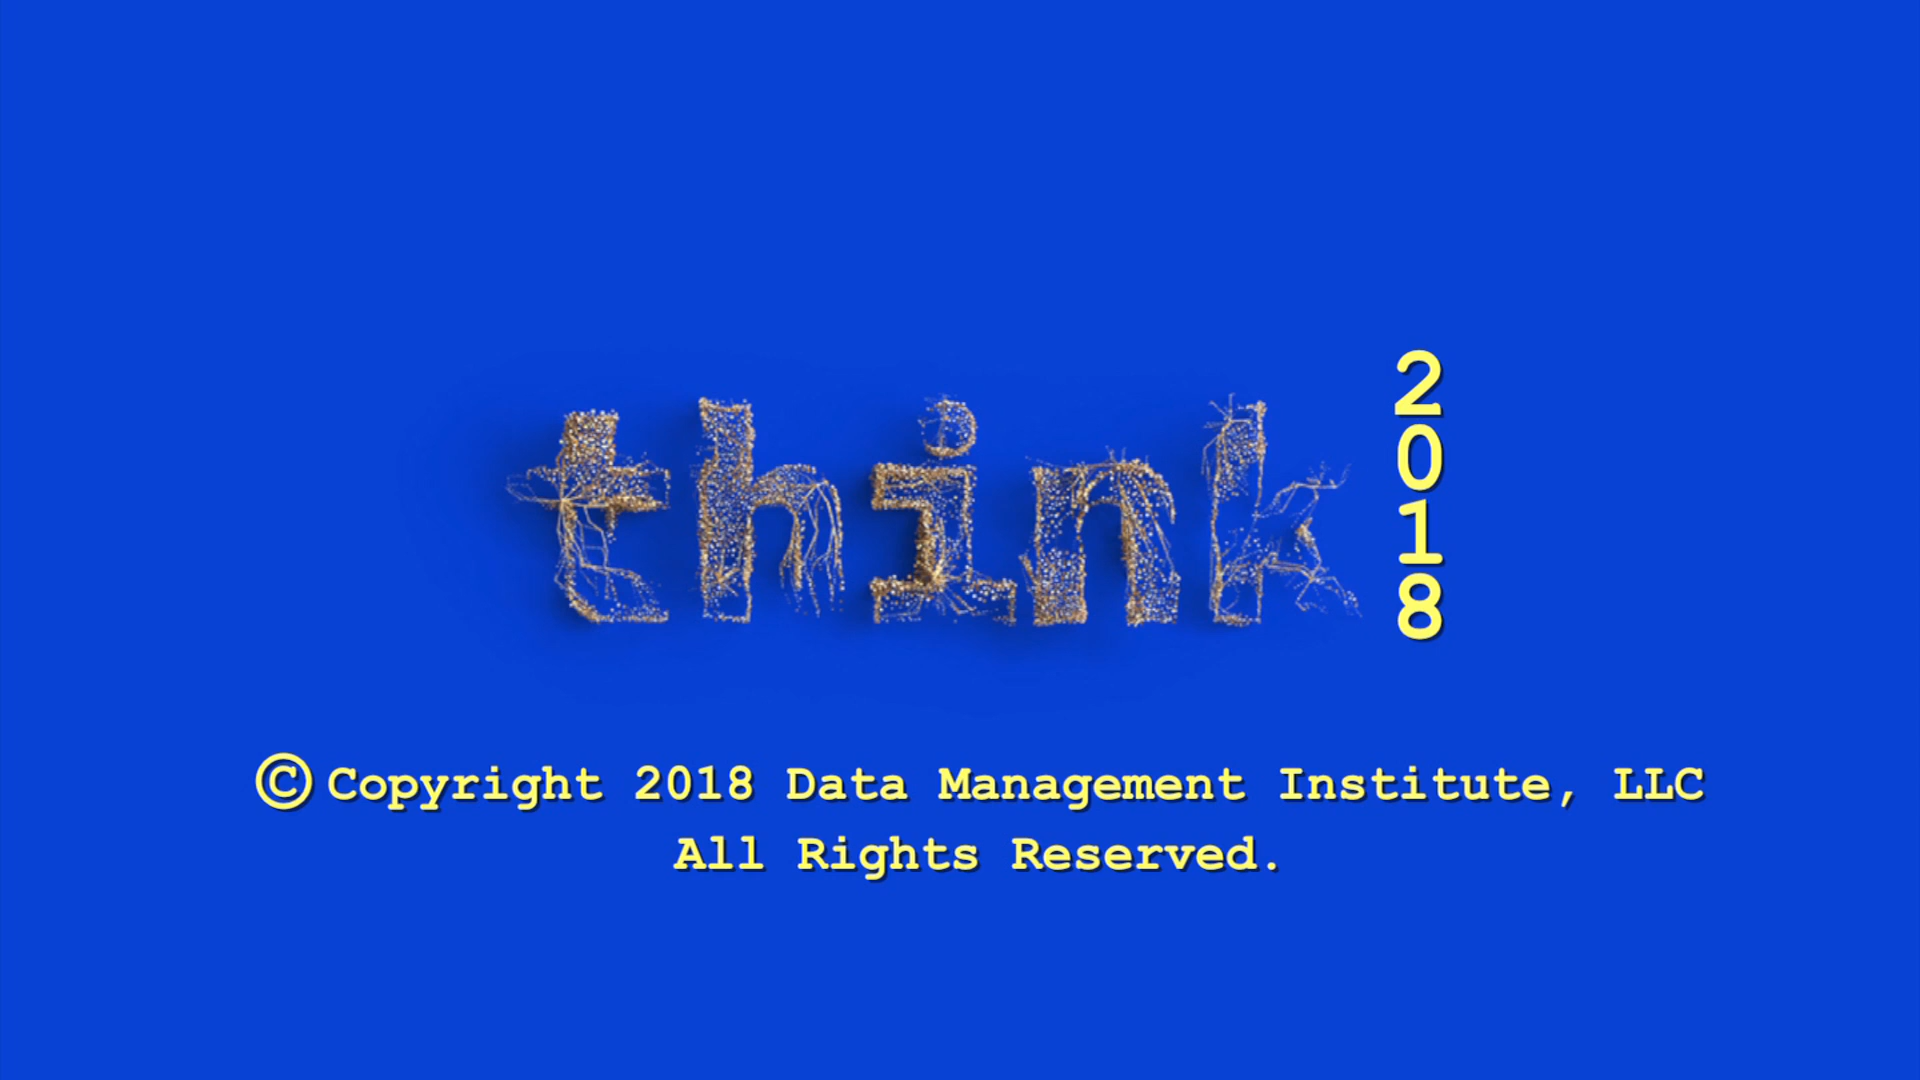 think 2018
© Copyright 2018 Data Management Institute, LLC
All Rights Reserved.